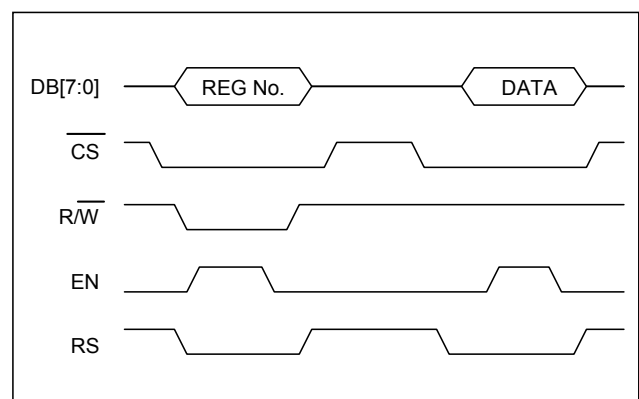 DB[7:0] REG No. DATA
CS
R/W
EN
RS